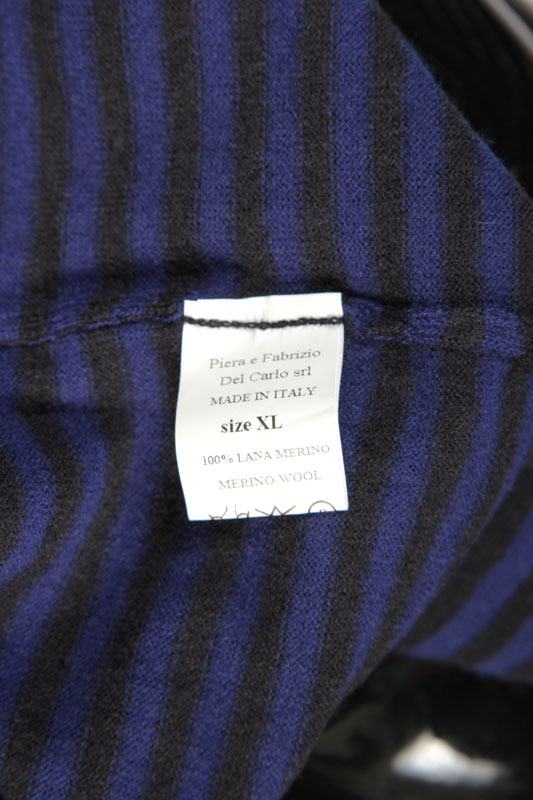 Piera e Fabrizio
Del Carlo srl
MADE IN ITALY
size XL
100% LANA MERINO
MERINO WOOL